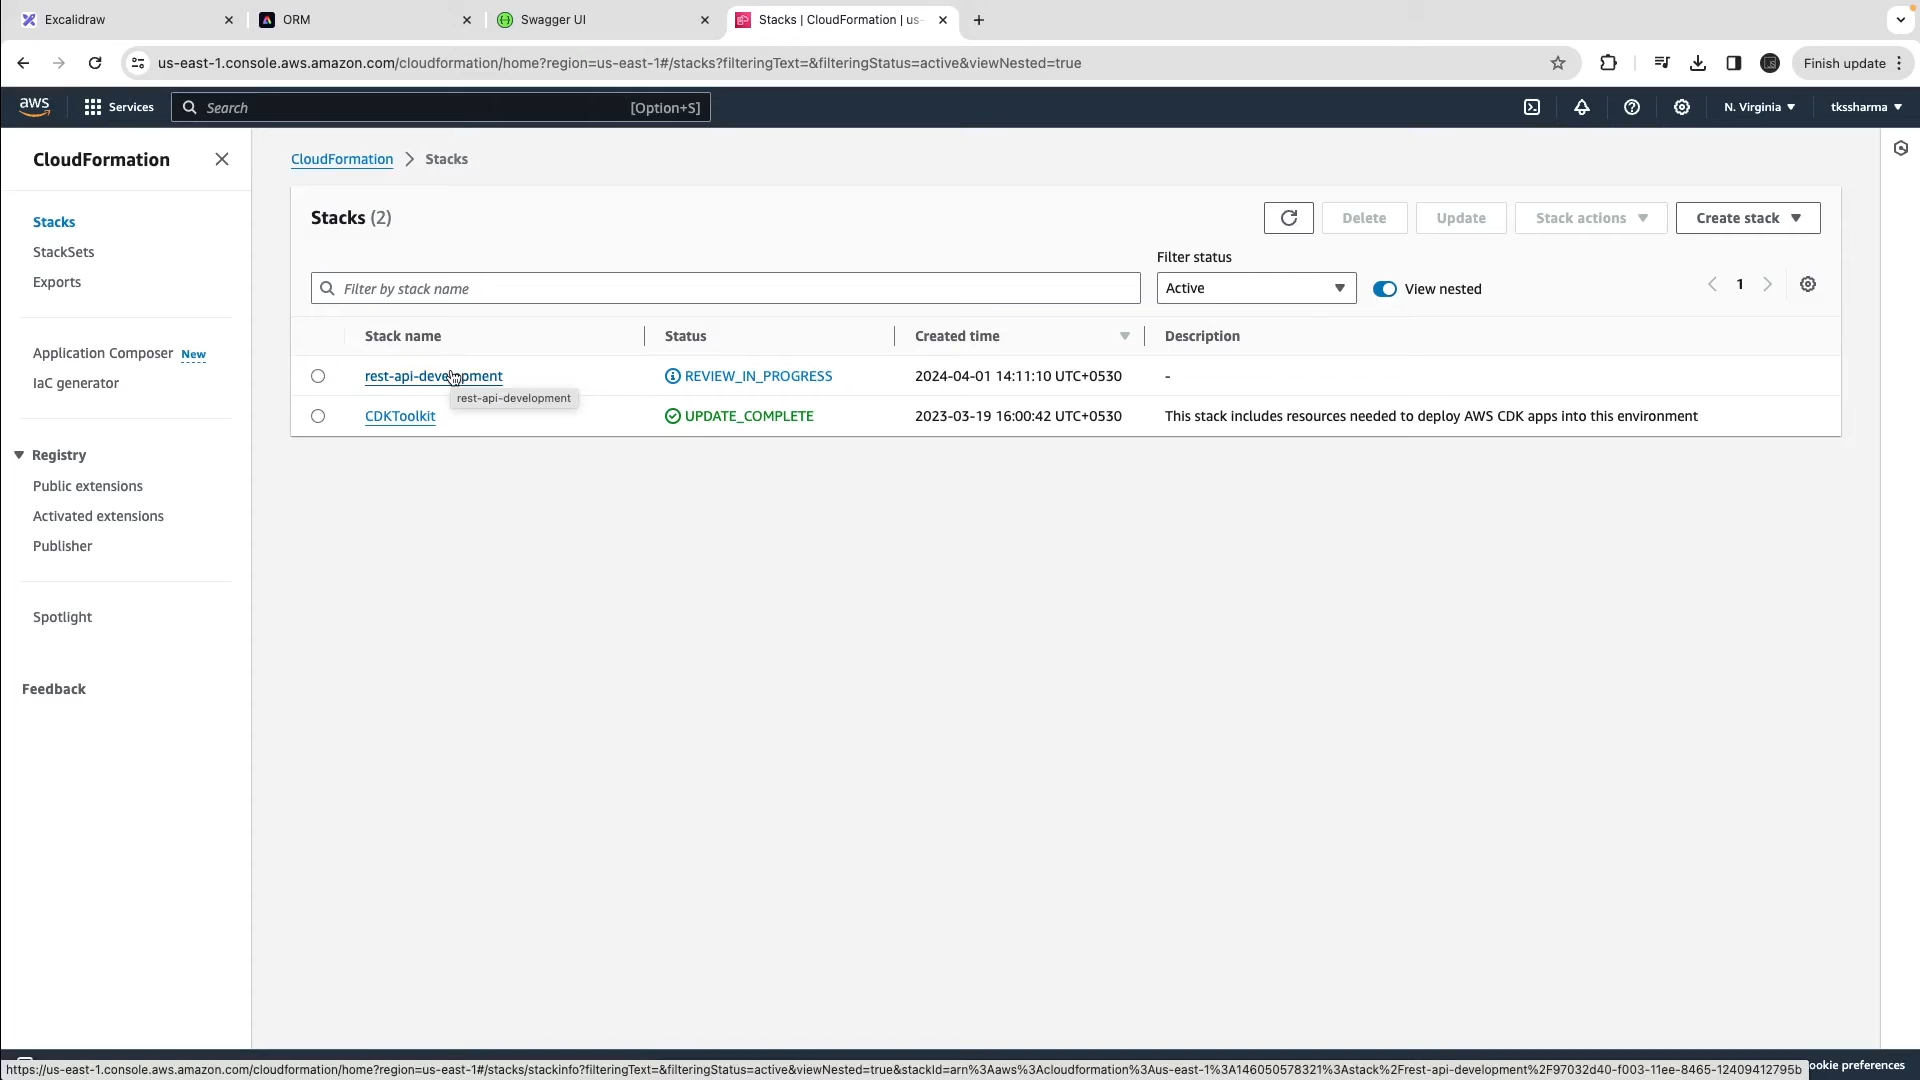 Excalidraw
ORM
Swagger UI
Stacks | CloudFormation | us-
us-east-1.console.aws.amazon.com/cloudformation/home?region=us-east-1#/stacks?filteringText=&filteringStatus=active&viewNested=true
Finish update
aws
Services
Search
[Option+S]
N. Virginia
tkssharma
CloudFormation
CloudFormation
Stacks
Stacks
StackSets
Exports
Application Composer New
IaC generator
Registry
Public extensions
Activated extensions
Publisher
Spotlight
Feedback
Stacks (2)
Delete
Update
Stack actions
Create stack
Filter status
Filter by stack name
Active
View nested
1
Stack name
Status
Created time
Description
rest-api-development
REVIEW_IN_PROGRESS
2024-04-01 14:11:10 UTC+0530
-
rest-api-development
CDKToolkit
UPDATE_COMPLETE
2023-03-19 16:00:42 UTC+0530
This stack includes resources needed to deploy AWS CDK apps into this environment
https://us-east-1.console.aws.amazon.com/cloudformation/home?region=us-east-1#/stacks/stackinfo?filteringText=&filteringStatus=active&viewNested=true&stackId=arn%3Aaws%3Acloudformation%3Aus-east-1%3A146050578321%3Astack%2Frest-api-development%2F97032d40-f003-11ee-8465-12409412795b
ookie preferences